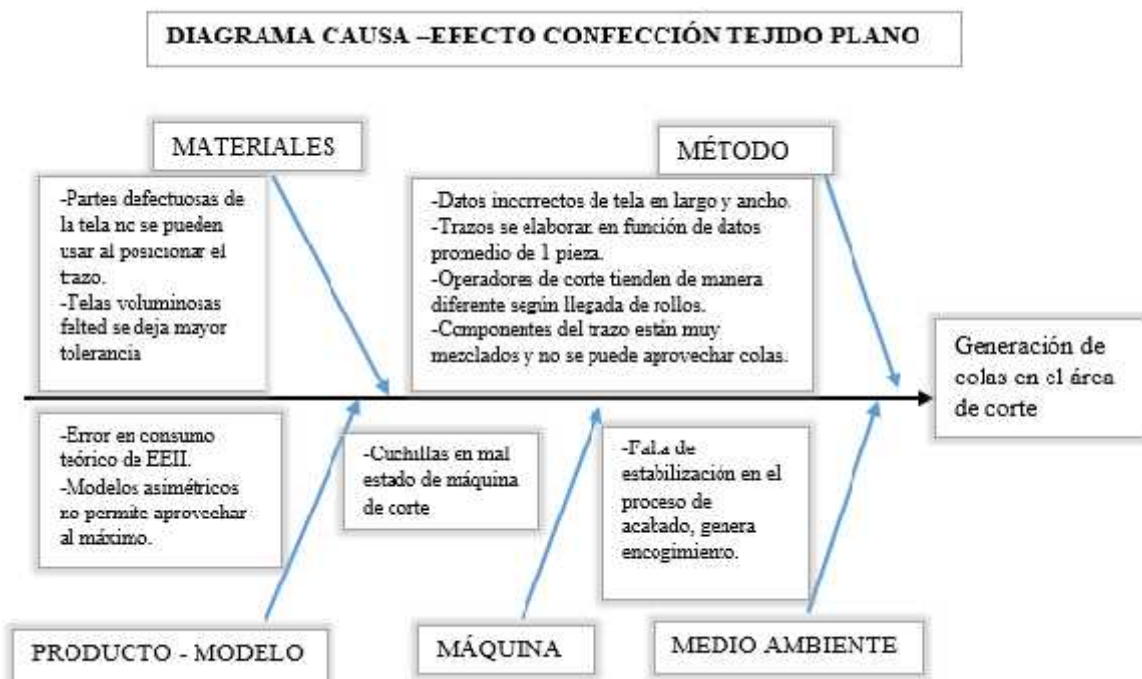 DIAGRAMA CAUSA –EFECTO CONFECCIÓN TEJIDO PLANO
MATERIALES
MÉTODO
-Partes defectuosas de
la tela no se pueden
usar al posicionar el
trazo.
-Telas voluminosas
felted se deja mayor
tolerancia
-Datos incorrectos de tela en largo y ancho.
-Trazos se elaborar en función de datos
promedio de 1 pieza.
-Operadores de corte tienden de manera
diferente según llegada de rollos.
-Componentes del trazo están muy
mezclados y no se puede aprovechar colas.
Generación de
colas en el área
de corte
-Error en consumo
teórico de EEII.
-Modelos asimétricos
no permite aprovechar
al máximo.
-Cuchillas en mal
estado de máquina
de corte
-Falta de
estabilización en el
proceso de
acabado, genera
encogimiento.
PRODUCTO - MODELO
MÁQUINA
MEDIO AMBIENTE